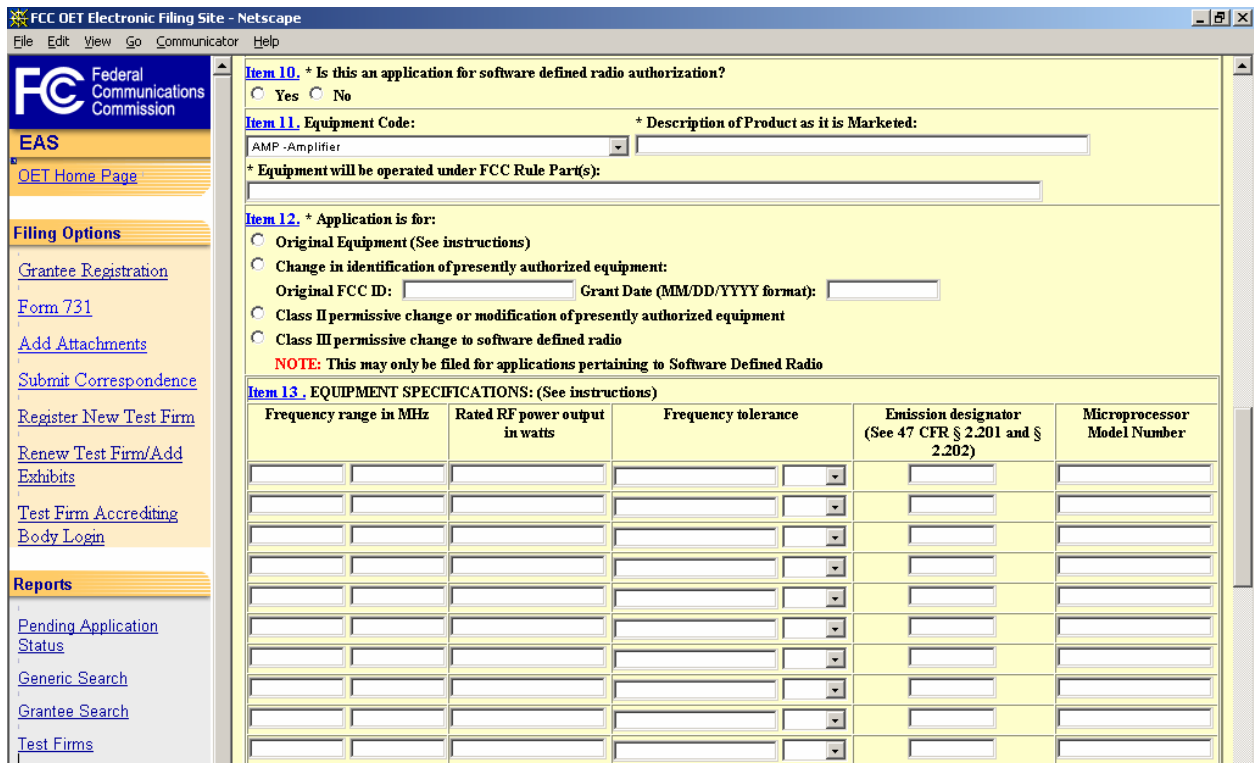 FCC OET Electronic Filing Site - Netscape
File Edit View Go Communicator Help
FCC Federal Communications Commission
EAS
OET Home Page
Filing Options
Grantee Registration
Form 731
Add Attachments
Submit Correspondence
Register New Test Firm
Renew Test Firm/Add
Exhibits
Test Firm Accrediting
Body Login
Reports
Pending Application
Status
Generic Search
Grantee Search
Test Firms
Item 10. * Is this an application for software defined radio authorization?
Yes No
Item 11. Equipment Code: * Description of Product as it is Marketed:
AMP -Amplifier
* Equipment will be operated under FCC Rule Part(s):
Item 12. * Application is for:
Original Equipment (See instructions)
Change in identification of presently authorized equipment:
Original FCC ID: Grant Date (MM/DD/YYYY format):
Class II permissive change or modification of presently authorized equipment
Class III permissive change to software defined radio
NOTE: This may only be filed for applications pertaining to Software Defined Radio
Item 13 . EQUIPMENT SPECIFICATIONS: (See instructions)
Frequency range in MHz
Rated RF power output
in watts
Frequency tolerance
Emission designator
(See 47 CFR § 2.201 and §
2.202)
Microprocessor
Model Number